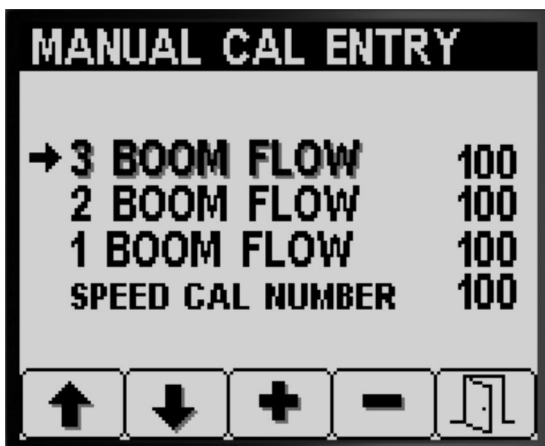 MANUAL CAL ENTRY
3 BOOM FLOW 100
2 BOOM FLOW 100
1 BOOM FLOW 100
SPEED CAL NUMBER 100